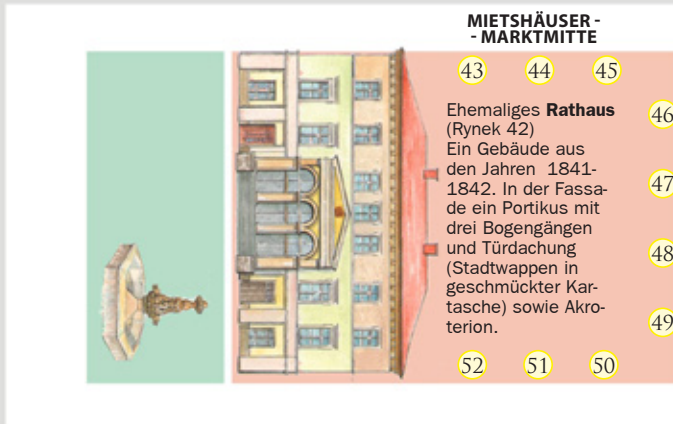 MIETSHÄUSER -
- MARKTMITTE
43 44 45
46
Ehemaliges Rathaus
(Rynek 42)
Ein Gebäude aus
den Jahren 1841-
1842. In der Fassa-
de ein Portikus mit
drei Bogengängen
und Türdachung
(Stadtwappen in
geschmückter Kar-
tasche) sowie Akro-
terion.
47
48
49
52 51 50